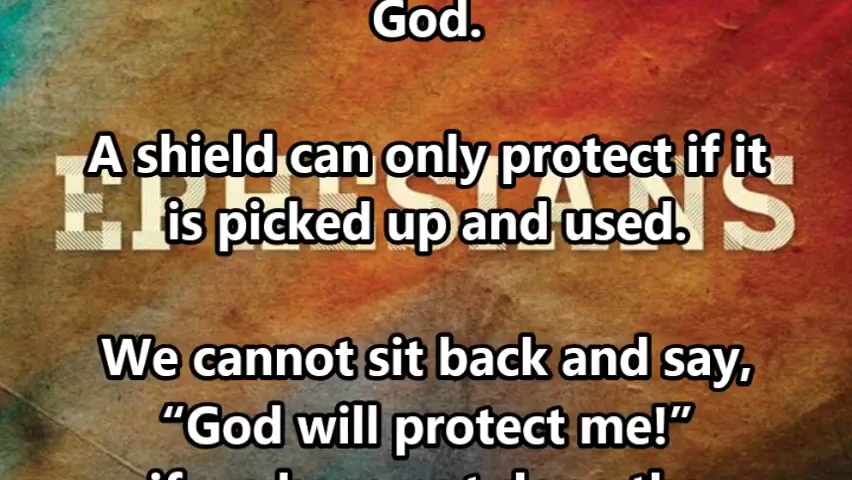 God.
A shield can only protect if it
EPHESIANS
is picked up and used.
We cannot sit back and say,
“God will protect me!”